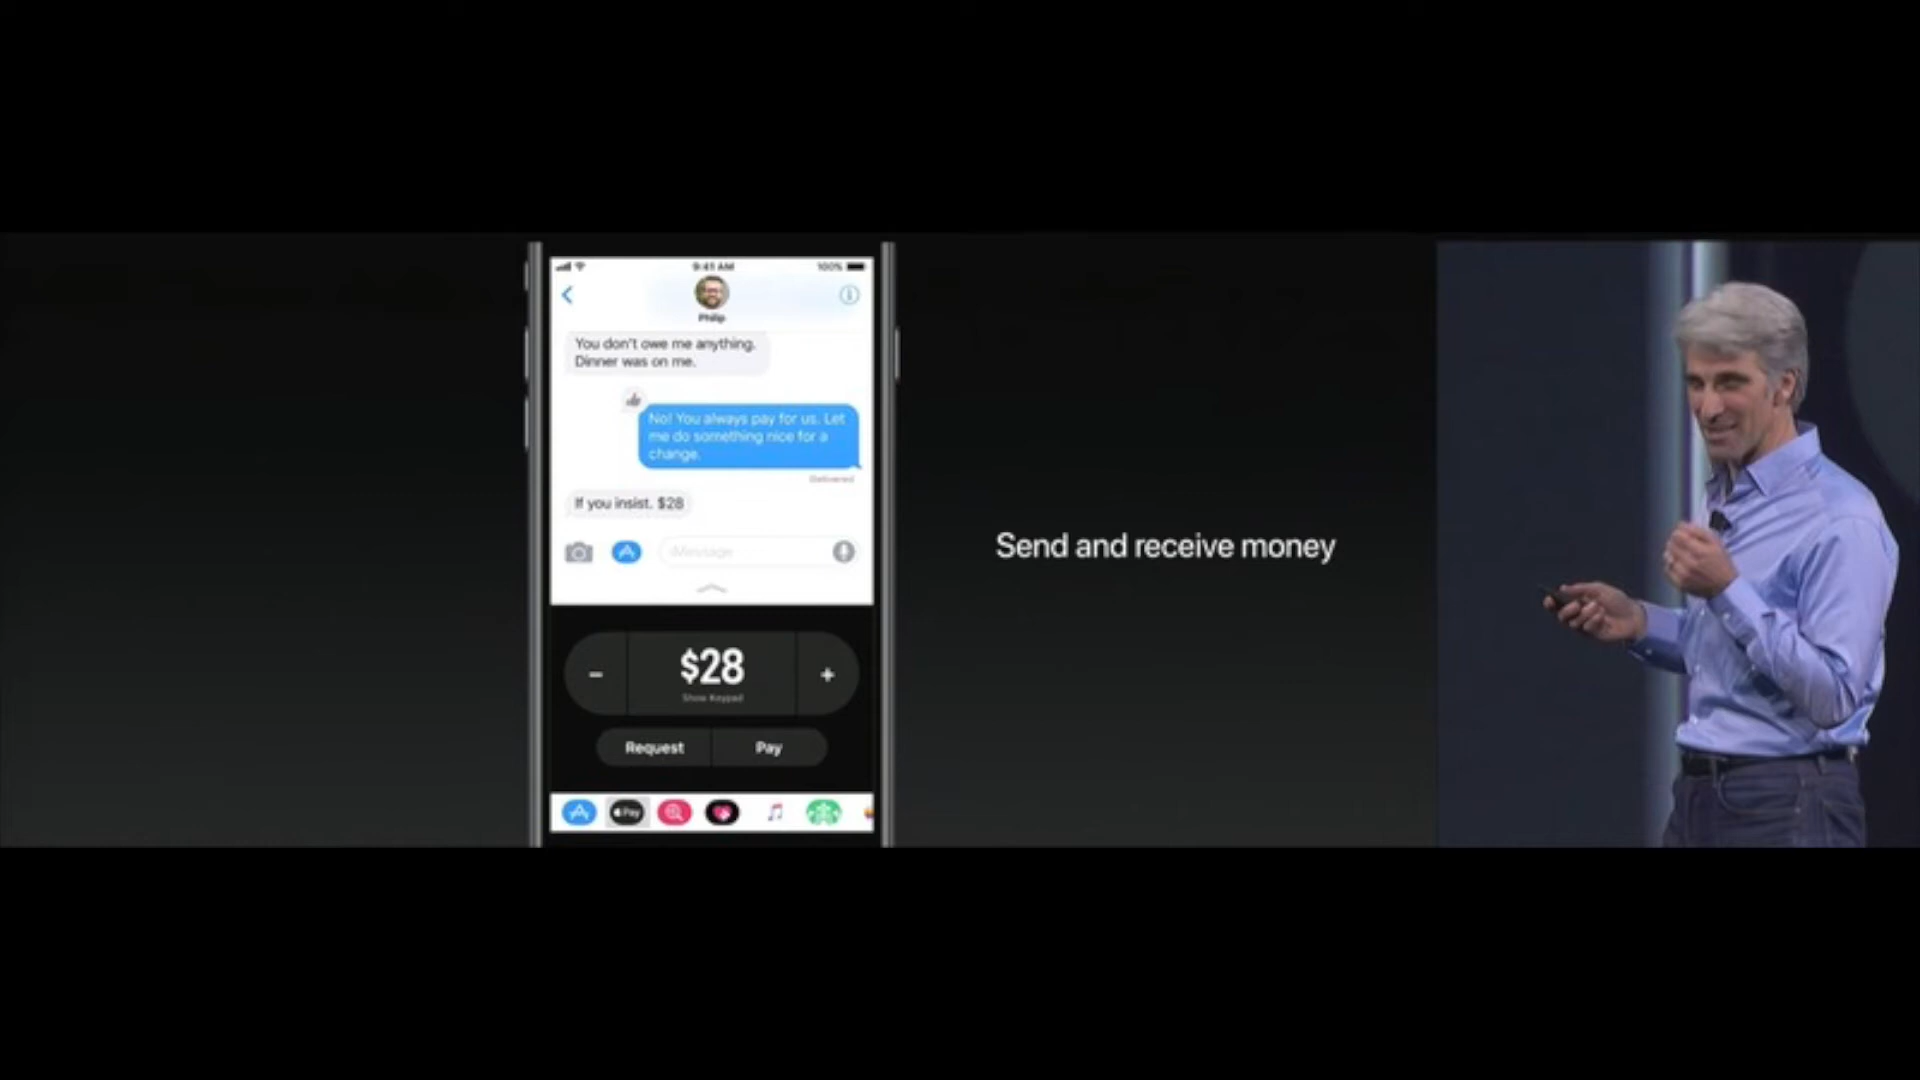 9:41 AM
100%
Philip
You don't owe me anything.
Dinner was on me.
No! You always pay for us. Let
me do something nice for a
change.
Delivered
If you insist. $28
iMessage
Send and receive money
$28
Show Keypad
Request
Pay
Pay